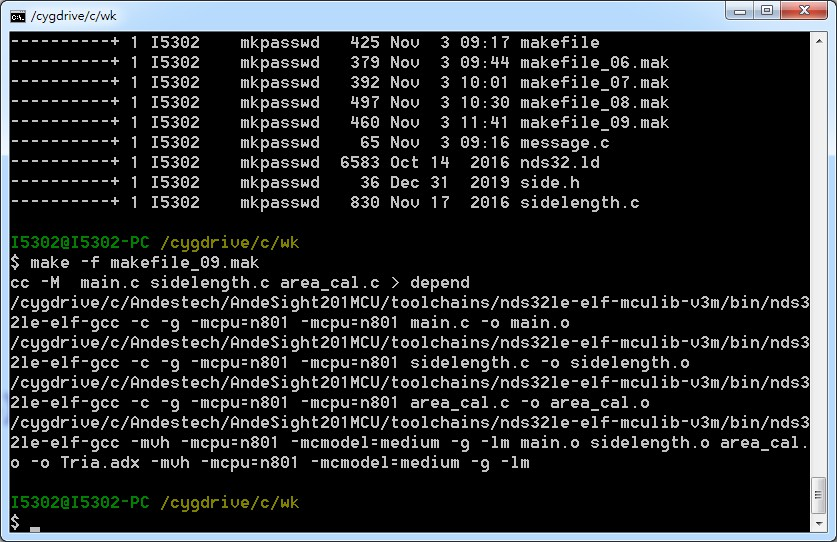 /cygdrive/c/wk
----------+ 1 I5302    mkpasswd   425 Nov  3 09:17 makefile
----------+ 1 I5302    mkpasswd   379 Nov  3 09:44 makefile_06.mak
----------+ 1 I5302    mkpasswd   392 Nov  3 10:01 makefile_07.mak
----------+ 1 I5302    mkpasswd   497 Nov  3 10:30 makefile_08.mak
----------+ 1 I5302    mkpasswd   460 Nov  3 11:41 makefile_09.mak
----------+ 1 I5302    mkpasswd    65 Nov  3 09:16 message.c
----------+ 1 I5302    mkpasswd  6583 Oct 14  2016 nds32.ld
----------+ 1 I5302    mkpasswd    36 Dec 31  2019 side.h
----------+ 1 I5302    mkpasswd   830 Nov 17  2016 sidelength.c
I5302@I5302-PC /cygdrive/c/wk
$ make -f makefile_09.mak
cc -M  main.c sidelength.c area_cal.c > depend
/cygdrive/c/Andestech/AndeSight201MCU/toolchains/nds32le-elf-mculib-v3m/bin/nds3
2le-elf-gcc -c -g -mcpu=n801 -mcpu=n801 main.c -o main.o
/cygdrive/c/Andestech/AndeSight201MCU/toolchains/nds32le-elf-mculib-v3m/bin/nds3
2le-elf-gcc -c -g -mcpu=n801 -mcpu=n801 sidelength.c -o sidelength.o
/cygdrive/c/Andestech/AndeSight201MCU/toolchains/nds32le-elf-mculib-v3m/bin/nds3
2le-elf-gcc -c -g -mcpu=n801 -mcpu=n801 area_cal.c -o area_cal.o
/cygdrive/c/Andestech/AndeSight201MCU/toolchains/nds32le-elf-mculib-v3m/bin/nds3
2le-elf-gcc -mvh -mcpu=n801 -mcmodel=medium -g -lm main.o sidelength.o area_cal.
o -o Tria.adx -mvh -mcpu=n801 -mcmodel=medium -g -lm
I5302@I5302-PC /cygdrive/c/wk
$ _